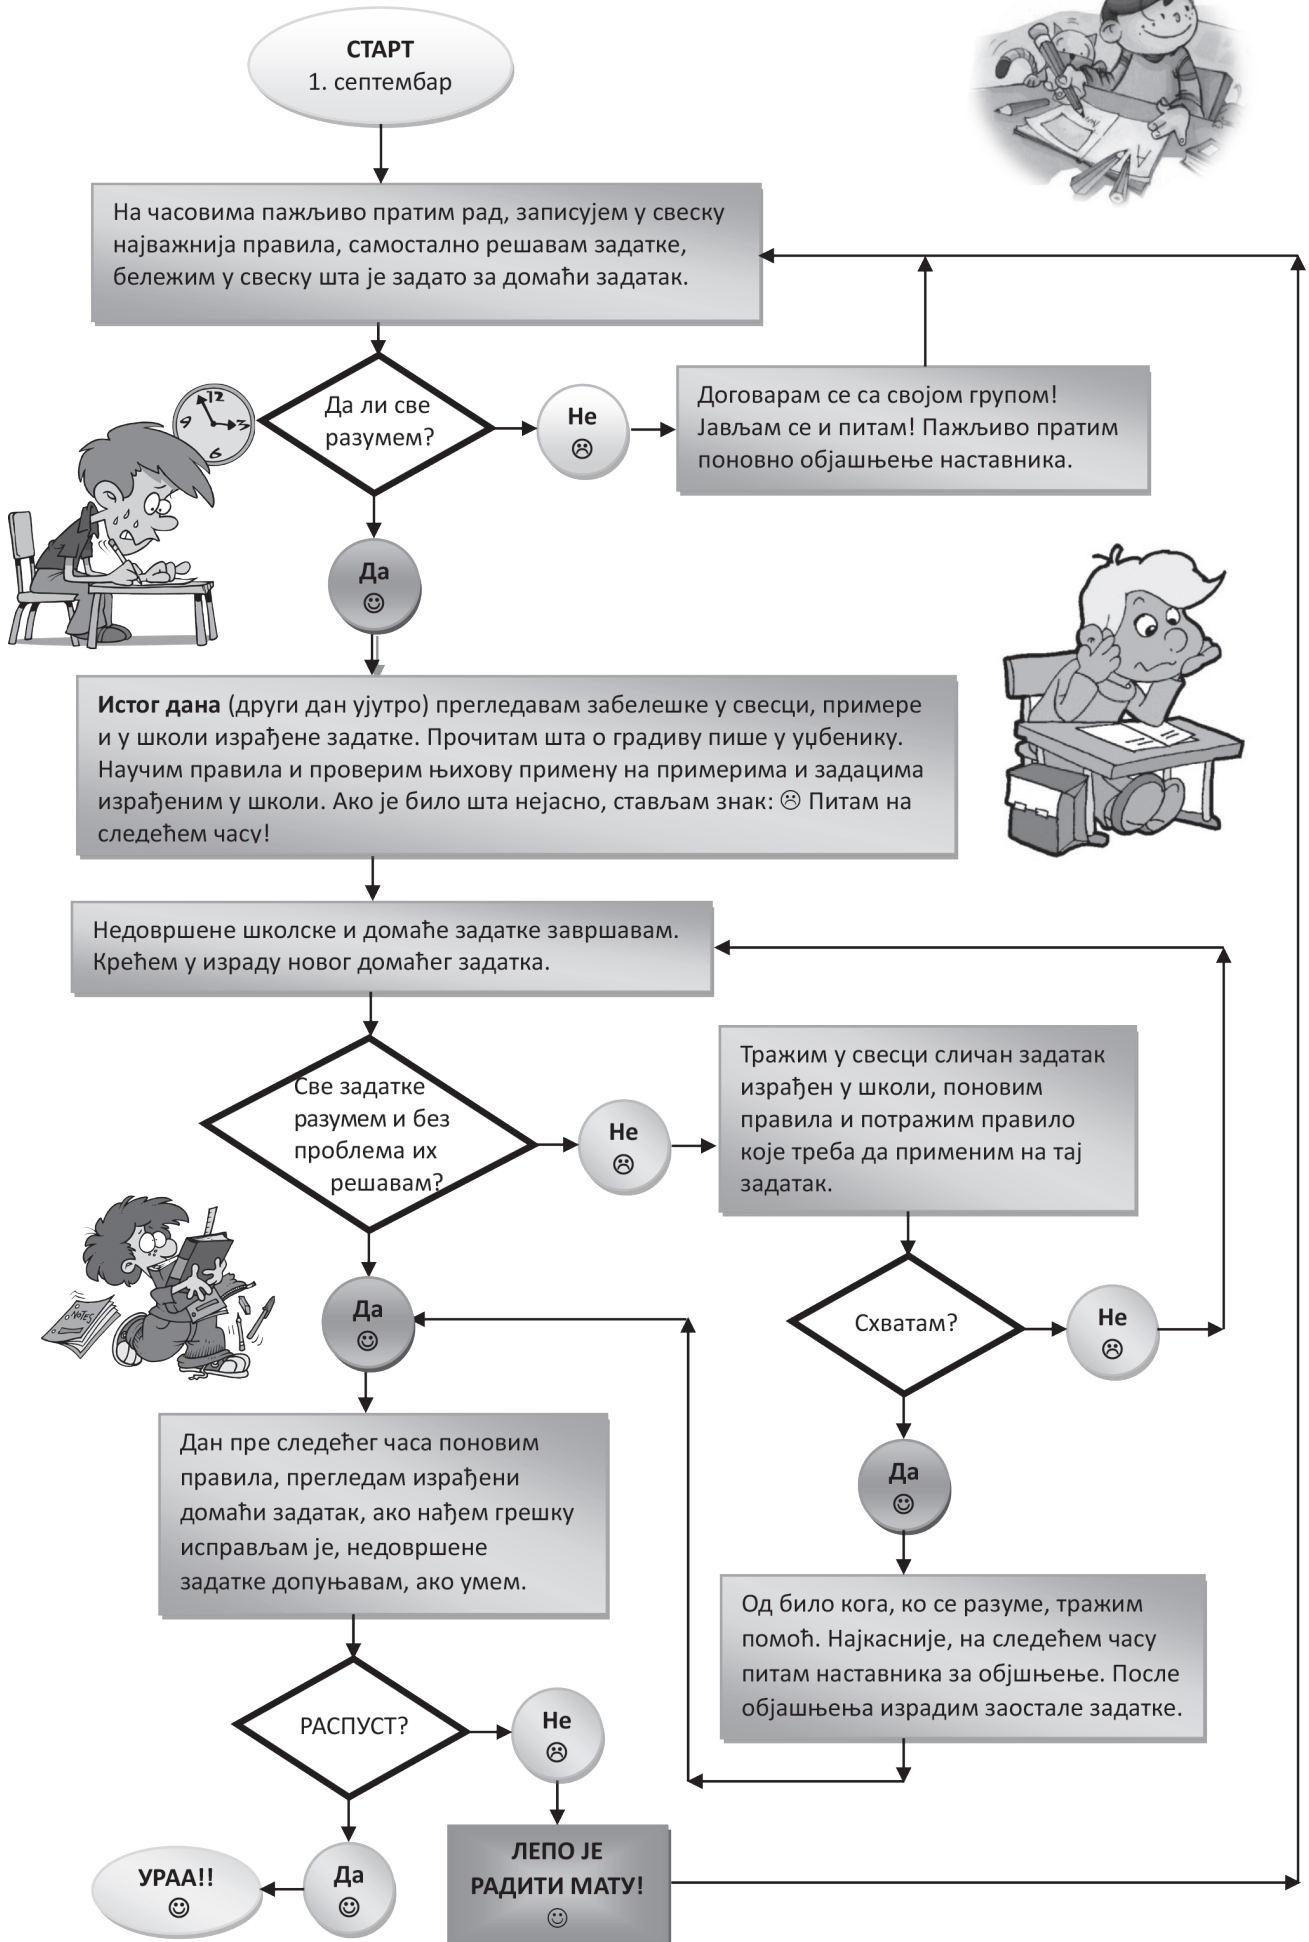 СТАРТ
1. септембар
На часовима пажљиво пратим рад, записујем у свеску
најважнија правила, самостално решавам задатке,
бележим у свеску шта је задато за домаћи задатак.
Да ли све
разумем?
Не
☹
Договарам се са својом групом!
Јављам се и питам! Пажљиво пратим
поновно објашњење наставника.
12
9
3
6
Да
☺
Истог дана (други дан ујутро) прегледавам забелешке у свесци, примере
и у школи израђене задатке. Прочитам шта о градиву пише у уџбенику.
Научим правила и проверим њихову примену на примерима и задацима
израђеним у школи. Ако је било шта нејасно, стављам знак: ☹ Питам на
следећем часу!
Недовршене школске и домаће задатке завршавам.
Крећем у израду новог домаћег задатка.
Све задатке
разумем и без
проблема их
решавам?
Не
☹
Тражим у свесци сличан задатак
израђен у школи, поновим
правила и потражим правило
које треба да применим на тај
задатак.
NOTES
Да
☺
Схватам?
Не
☹
Дан пре следећег часа поновим
правила, прегледам израђени
домаћи задатак, ако нађем грешку
исправљам је, недовршене
задатке допуњавам, ако умем.
Да
☺
Од било кога, ко се разуме, тражим
помоћ. Најкасније, на следећем часу
питам наставника за објшњење. После
објашњења израдим заостале задатке.
РАСПУСТ?
Не
☹
Да
☺
УРАА!!
☺
ЛЕПО ЈЕ
РАДИТИ МАТУ!
☺